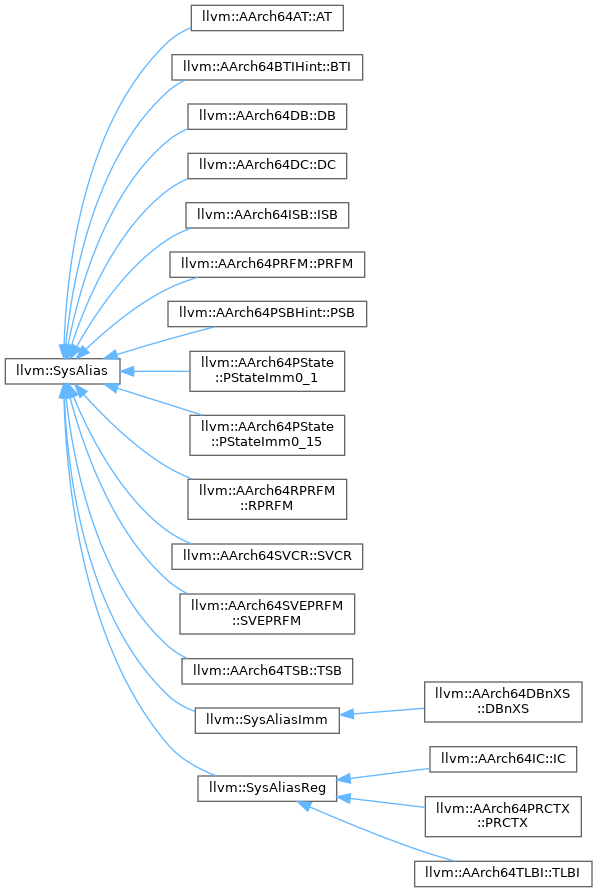 llvm::AArch64AT::AT
llvm::AArch64BTIHint::BTI
llvm::AArch64DB::DB
llvm::AArch64DC::DC
llvm::AArch64ISB::ISB
llvm::AArch64PRFM::PRFM
llvm::AArch64PSBHint::PSB
llvm::SysAlias
llvm::AArch64PState
::PStateImm0_1
llvm::AArch64PState
::PStateImm0_15
llvm::AArch64RPRFM
::RPRFM
llvm::AArch64SVCR::SVCR
llvm::AArch64SVEPRFM
::SVEPRFM
llvm::AArch64TSB::TSB
llvm::SysAliasImm
llvm::AArch64DBnXS
::DBnXS
llvm::SysAliasReg
llvm::AArch64IC::IC
llvm::AArch64PRCTX
::PRCTX
llvm::AArch64TLBI::TLBI